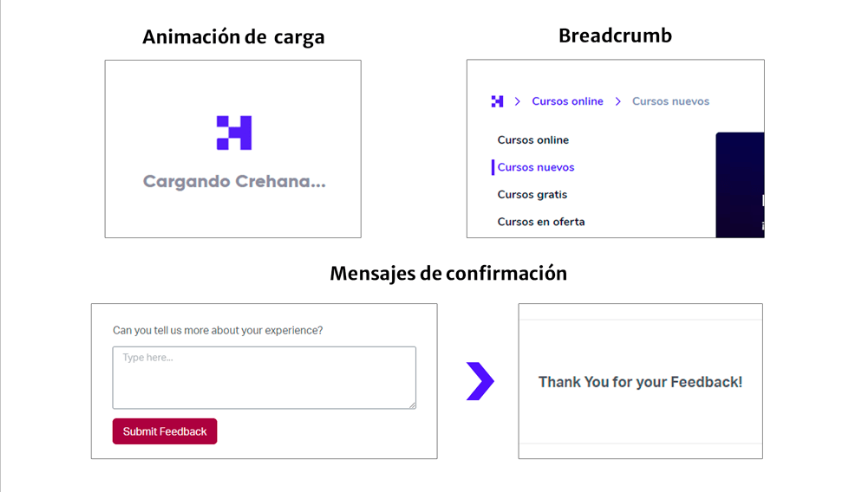 Animación de carga
Breadcrumb
Cargando Crehana...
Cursos online
Cursos nuevos
Cursos online
Cursos nuevos
Cursos gratis
Cursos en oferta
Mensajes de confirmación
Can you tell us more about your experience?
Type here...
Submit Feedback
Thank You for your Feedback!